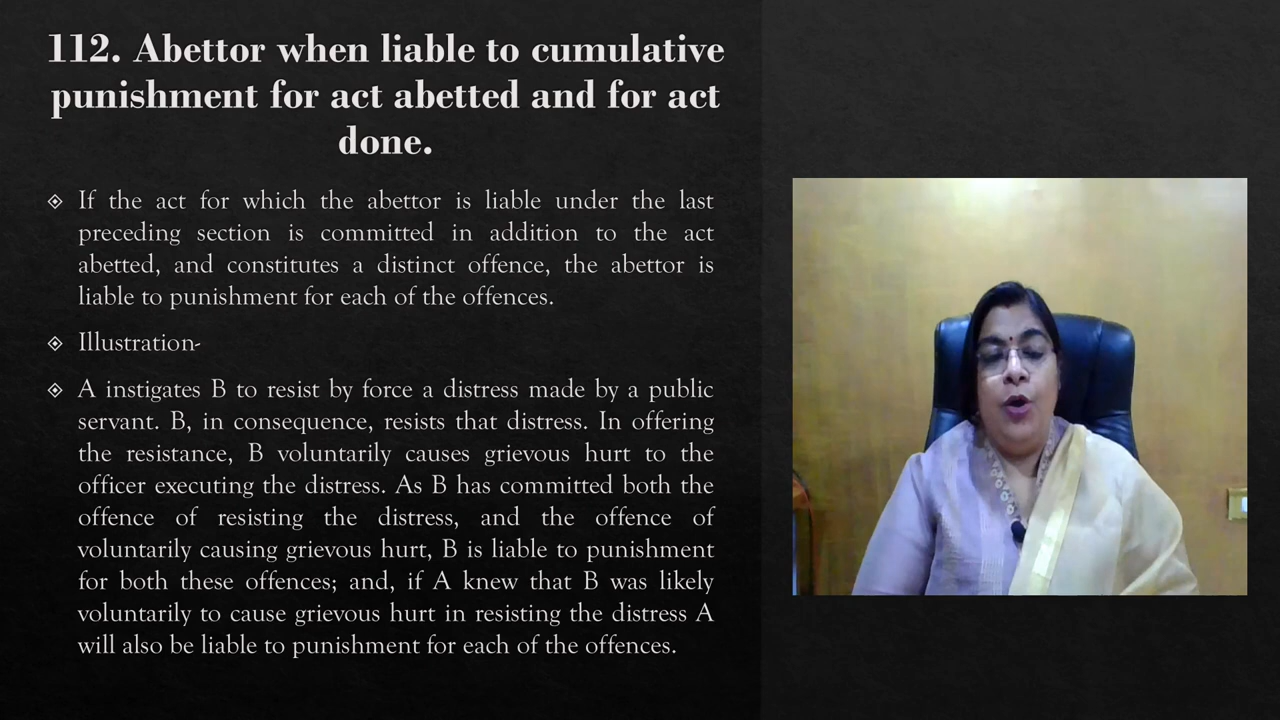 112. Abettor when liable to cumulative
punishment for act abetted and for act
done.
If the act for which the abettor is liable under the last
preceding section is committed in addition to the act
abetted, and constitutes a distinct offence, the abettor is
liable to punishment for each of the offences.
Illustration-
A instigates B to resist by force a distress made by a public
servant. B, in consequence, resists that distress. In offering
the resistance, B voluntarily causes grievous hurt to the
officer executing the distress. As B has committed both the
offence of resisting the distress, and the offence of
voluntarily causing grievous hurt, B is liable to punishment
for both these offences; and, if A knew that B was likely
voluntarily to cause grievous hurt in resisting the distress A
will also be liable to punishment for each of the offences.